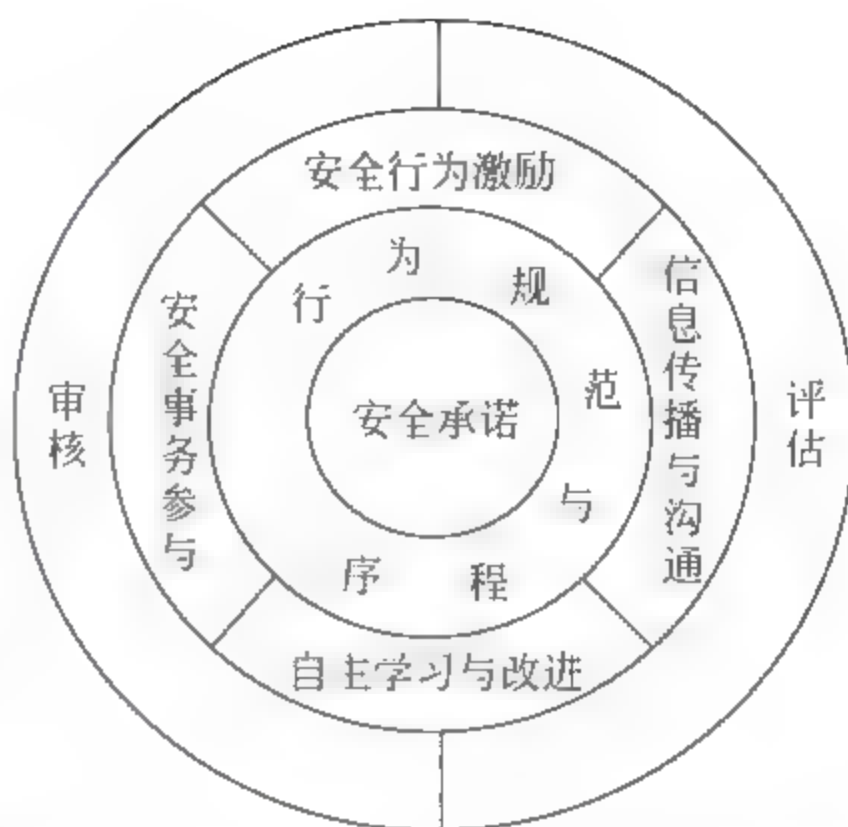 安全行为激励
行为规范与程序
安全承诺
安全事务参与
信息传播与沟通
自主学习与改进
审核
评估